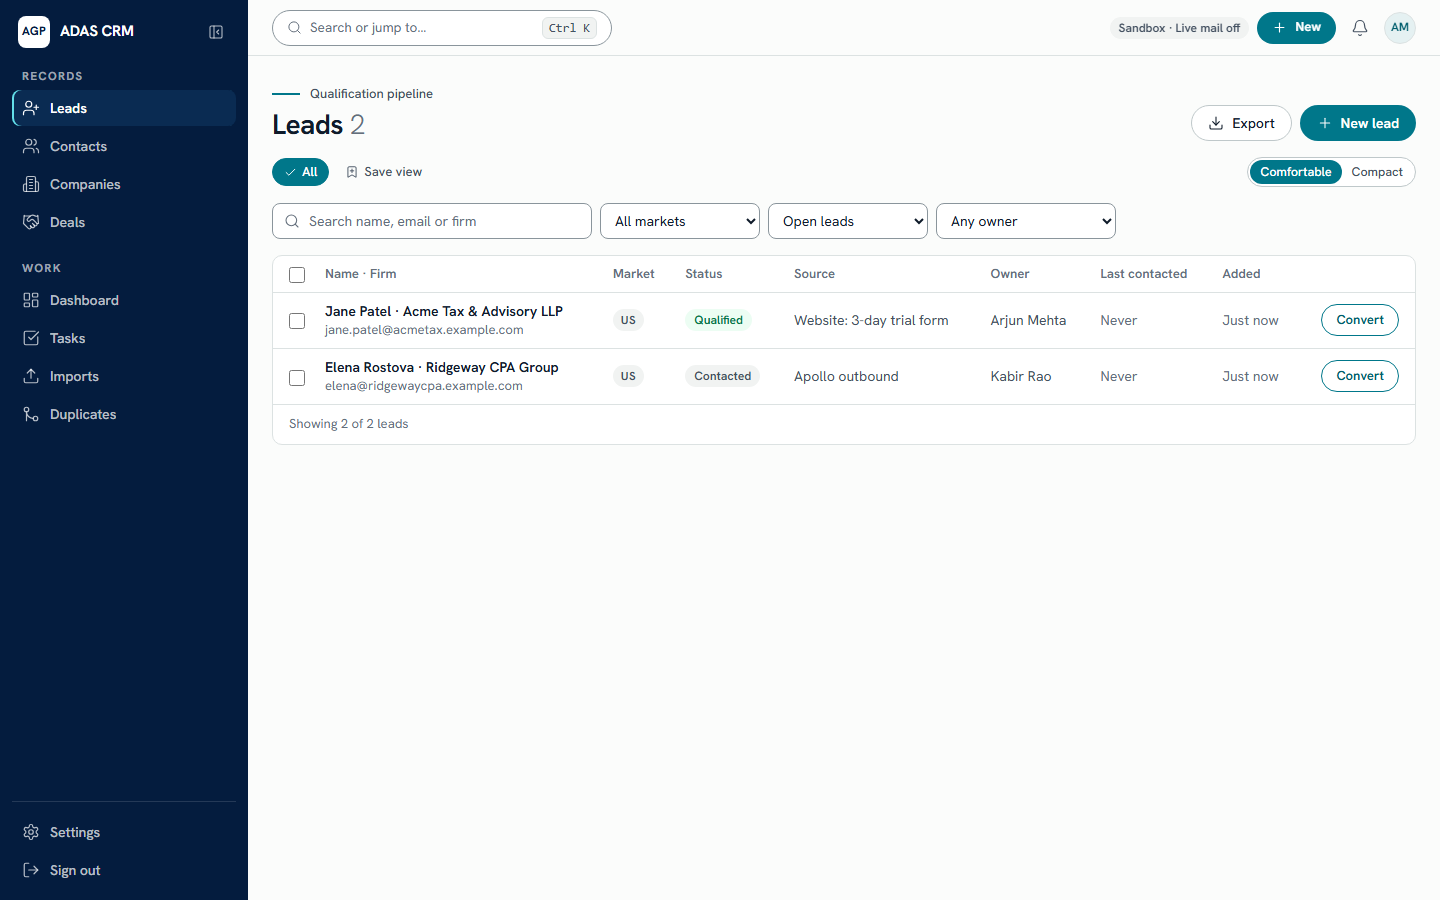 AGP ADAS CRM
RECORDS
Leads
Contacts
Companies
Deals
WORK
Dashboard
Tasks
Imports
Duplicates
Settings
Sign out
Search or jump to... Ctrl K
Sandbox · Live mail off
New
AM
Qualification pipeline
Leads 2
Export
New lead
All
Save view
Comfortable
Compact
Search name, email or firm
All markets
Open leads
Any owner
Name · Firm Market Status Source Owner Last contacted Added
Jane Patel · Acme Tax & Advisory LLP
jane.patel@acmetax.example.com
US Qualified Website: 3-day trial form Arjun Mehta Never Just now Convert
Elena Rostova · Ridgeway CPA Group
elena@ridgewaycpa.example.com
US Contacted Apollo outbound Kabir Rao Never Just now Convert
Showing 2 of 2 leads